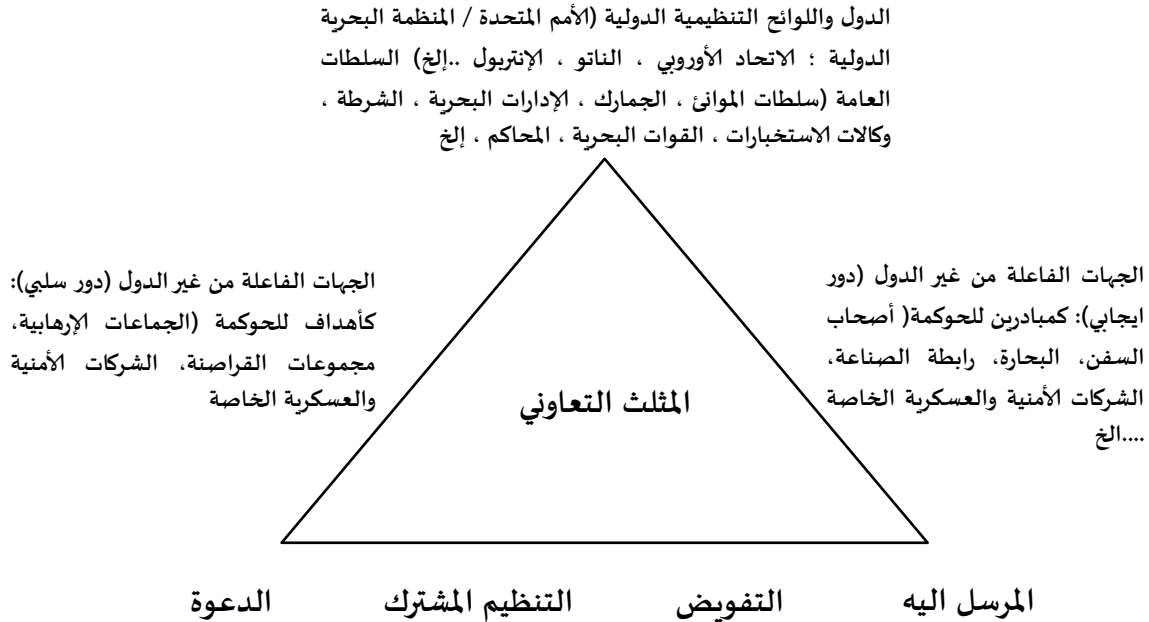 الدول واللوائح التنظيمية الدولية (الأمم المتحدة / المنظمة البحرية
الدولية ؛ الاتحاد الأوروبي ، الناتو ، الإنتربول ..إلخ) السلطات
العامة (سلطات الموانئ ، الجمارك ، الإدارات البحرية ، الشرطة ،
وكالات الاستخبارات ، القوات البحرية ، المحاكم ، إلخ
الجهات الفاعلة من غير الدول (دور
ايجابي): كمبادرين للحوكمة( أصحاب
السفن، البحارة، رابطة الصناعة،
الشركات الأمنية والعسكرية الخاصة
....الخ
الجهات الفاعلة من غير الدول (دور سلبي):
كأهداف للحوكمة (الجماعات الإرهابية،
مجموعات القراصنة، الشركات الأمنية
والعسكرية الخاصة
المثلث التعاوني
المرسل اليه التفويض التنظيم المشترك الدعوة